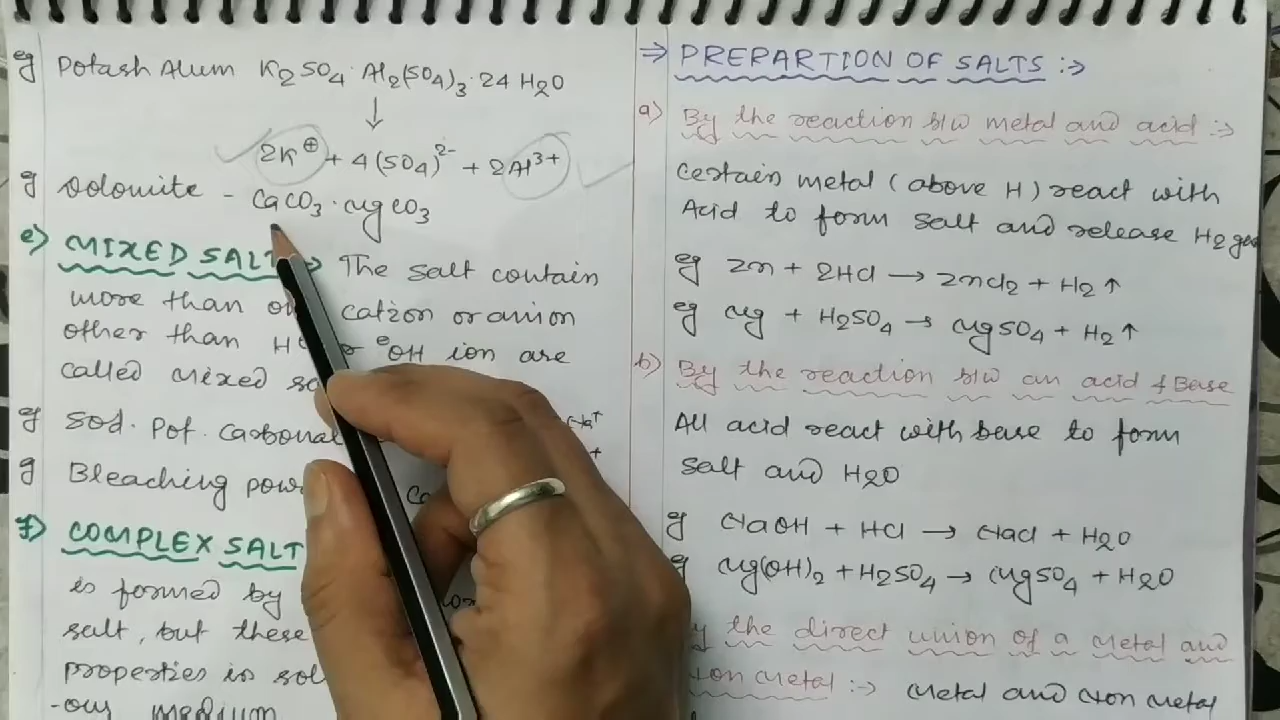 eg Potash Alum K2SO4·Al2(SO4)3·24H2O
↓
2K⊕ + 4(SO4)2- + 2Al3+
eg Dolomite - CaCO3·MgCO3
e) MIXED SALT The salt contain
more than cation or anion
other than OH ion are
called Mixed
eg Sod. Pot. Carbonat
eg Bleaching pow
f) COMPLEX SALT
is formed by
salt, but these
properties in sol
-ous medium
⇒ PREPARTION OF SALTS :→
a) By the reaction b/w metal and acid :→
Certain metal (above H) react with
Acid to form salt and release H2 gas
eg Zn + 2HCl → ZnCl2 + H2↑
eg Mg + H2SO4 → MgSO4 + H2↑
b) By the reaction b/w an acid & Base
All acid react with base to form
salt and H2O
eg NaOH + HCl → NaCl + H2O
Mg(OH)2 + H2SO4 → MgSO4 + H2O
the direct union of a Metal and
Non Metal :→ Metal and Non Metal